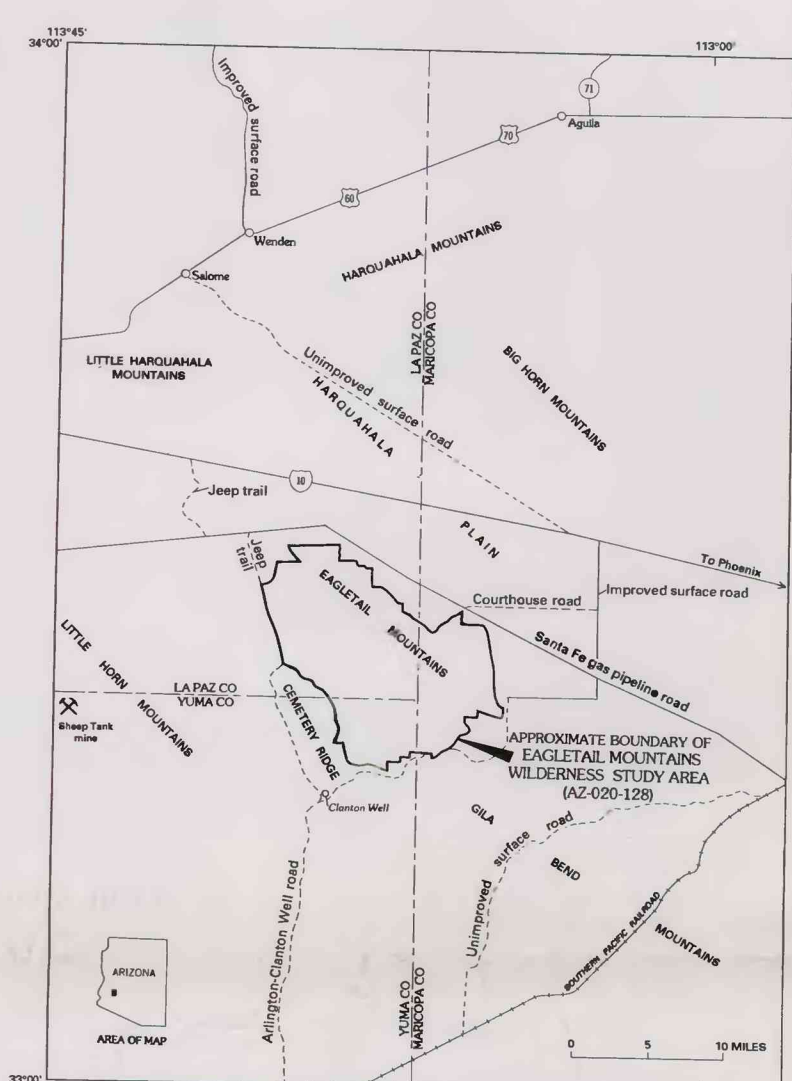 113°45'
34°00'
113°00'
Improved surface road
71
Aguila
70
60
Wenden
Salome
HARQUAHALA MOUNTAINS
LA PAZ CO
MARICOPA CO
LITTLE HARQUAHALA
MOUNTAINS
Unimproved surface road
BIG HORN MOUNTAINS
HARQUAHALA
PLAIN
10
Jeep trail
Jeep
trail
To Phoenix
EAGLETAIL
MOUNTAINS
Courthouse road
Improved surface road
Santa Fe gas pipeline road
LITTLE HORN MOUNTAINS
LA PAZ CO
YUMA CO
Sheep Tank
mine
CEMETERY RIDGE
APPROXIMATE BOUNDARY OF
EAGLETAIL MOUNTAINS
WILDERNESS STUDY AREA
(AZ-020-128)
Clanton Well
GILA
BEND
MOUNTAINS
Unimproved surface road
SOUTHERN PACIFIC RAILROAD
Arlington-Clanton Well road
YUMA CO
MARICOPA CO
ARIZONA
AREA OF MAP
0 5 10 MILES
33°00'